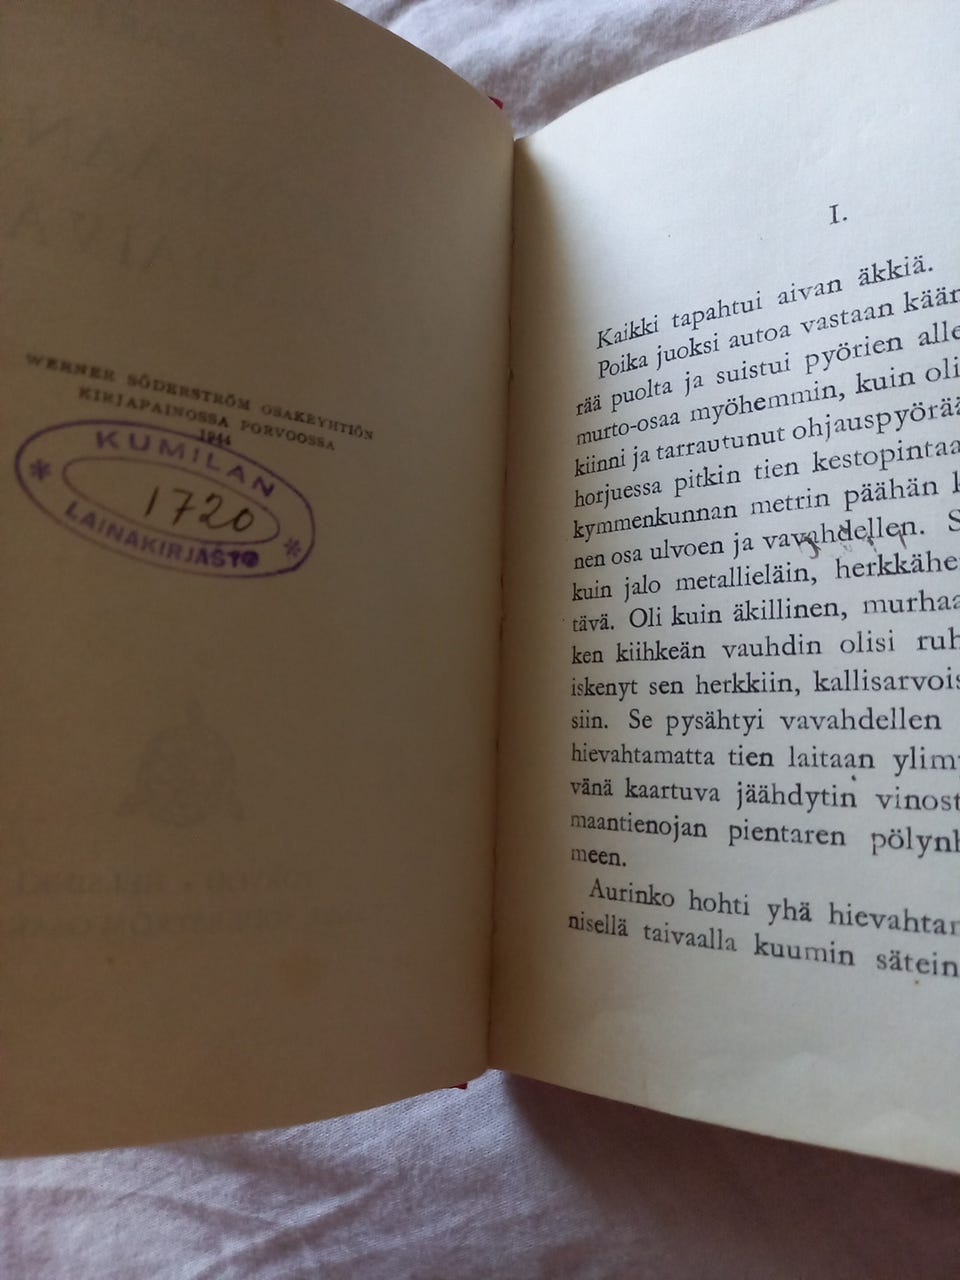 WERNER SÖDERSTRÖM OSAKEYHTIÖN
KIRJAPAINOSSA PORVOOSSA
1944
KUMILAN
1720
LAINAKIRJASTO
I.
Kaikki tapahtui aivan äkkiä.
Poika juoksi autoa vastaan
rää puolta ja suistui pyörien alle
murto-osaa myöhemmin, kuin oli
kiinni ja tarrautunut ohjauspyörää
horjuessa pitkin tien kestopintaa
kymmenkunnan metrin päähän
nen osa ulvoen ja vavahdellen.
kuin jalo metallieläin,
tävä. Oli kuin äkillinen,
ken kiihkeän vauhdin olisi
iskenyt sen herkkiin,
siin. Se pysähtyi vavahdellen
hievahtamatta tien laitaan
vänä kaartuva jäähdytin
maantienojan pientaren
meen.
Aurinko hohti yhä
nisellä taivaalla kuumin